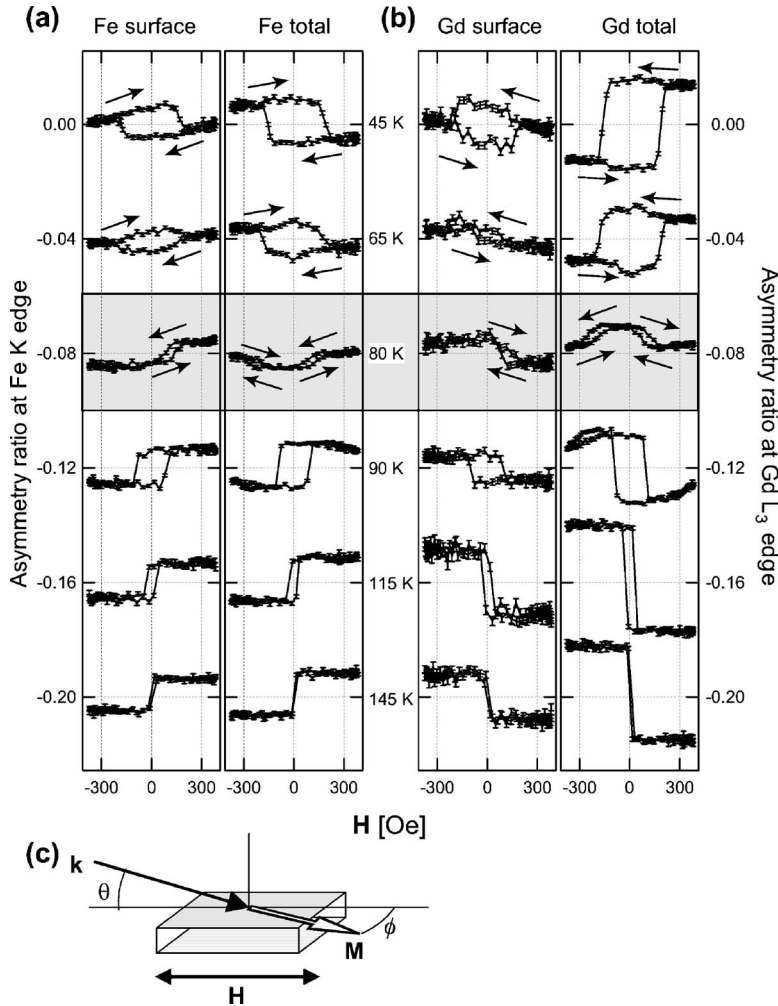 (a) Fe surface Fe total (b) Gd surface Gd total
0.00 45 K 0.00
-0.04 65 K -0.04
-0.08 80 K -0.08
-0.12 90 K -0.12
-0.16 115 K -0.16
-0.20 145 K -0.20
Asymmetry ratio at Fe K edge
Asymmetry ratio at Gd L₃ edge
-300 0 300 -300 0 300 -300 0 300 -300 0 300
H [Oe]
(c)
k
θ
M
ϕ
H